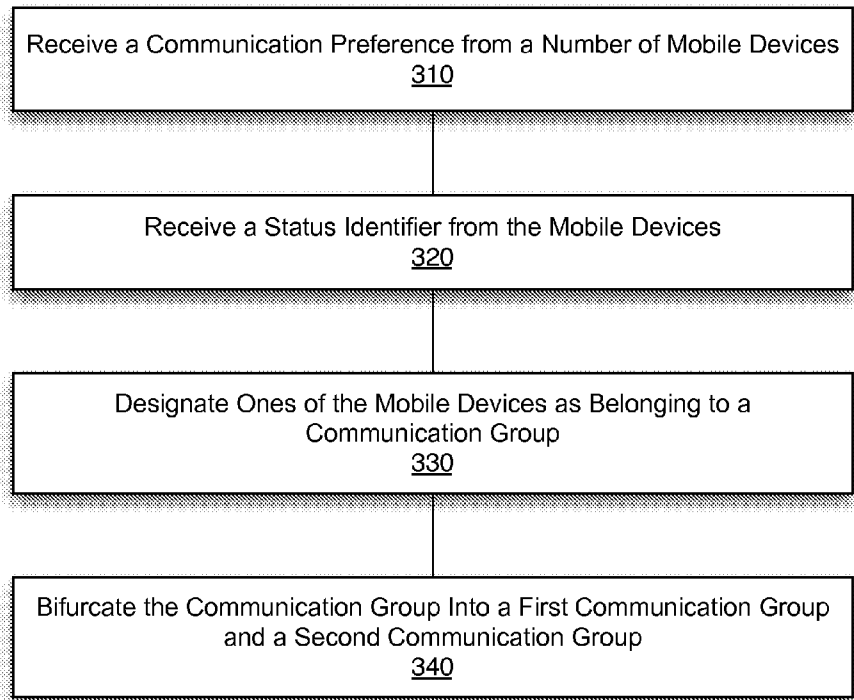 Receive a Communication Preference from a Number of Mobile Devices
310
Receive a Status Identifier from the Mobile Devices
320
Designate Ones of the Mobile Devices as Belonging to a
Communication Group
330
Bifurcate the Communication Group Into a First Communication Group
and a Second Communication Group
340